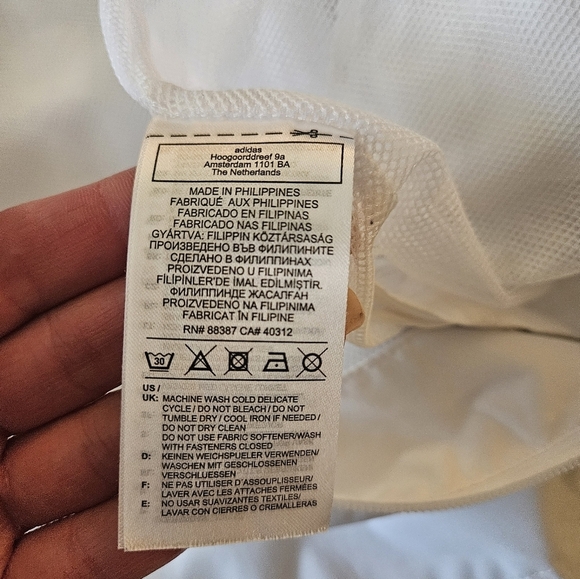 adidas
Hoogoorddreef 9a
Amsterdam 1101 BA
The Netherlands
MADE IN PHILIPPINES
FABRIQUÉ AUX PHILIPPINES
FABRICADO EN FILIPINAS
FABRICADO NAS FILIPINAS
GYÁRTVA: FILIPPIN KÖZTÁRSASÁG
ПРОИЗВЕДЕНО ВЪВ ФИЛИПИНИТЕ
СДЕЛАНО В ФИЛИППИНАХ
PROIZVEDENO U FILIPINIMA
FİLİPİNLER'DE İMAL EDİLMİŞTİR.
ФИЛИППИНДЕ ЖАСАЛҒАН
PROIZVEDENO NA FILIPINIMA
FABRICAT ÎN FILIPINE
RN# 88387 CA# 40312
30
US /
UK: MACHINE WASH COLD DELICATE
CYCLE / DO NOT BLEACH / DO NOT
TUMBLE DRY / COOL IRON IF NEEDED /
DO NOT DRY CLEAN
DO NOT USE FABRIC SOFTENER/WASH
WITH FASTENERS CLOSED
D: KEINEN WEICHSPUELER VERWENDEN/
WASCHEN MIT GESCHLOSSENEN
VERSCHLUESSEN
F: NE PAS UTILISER D'ASSOUPLISSEUR/
LAVER AVEC LES ATTACHES FERMÉES
E: NO USAR SUAVIZANTES TEXTILES/
LAVAR CON CIERRES O CREMALLERAS